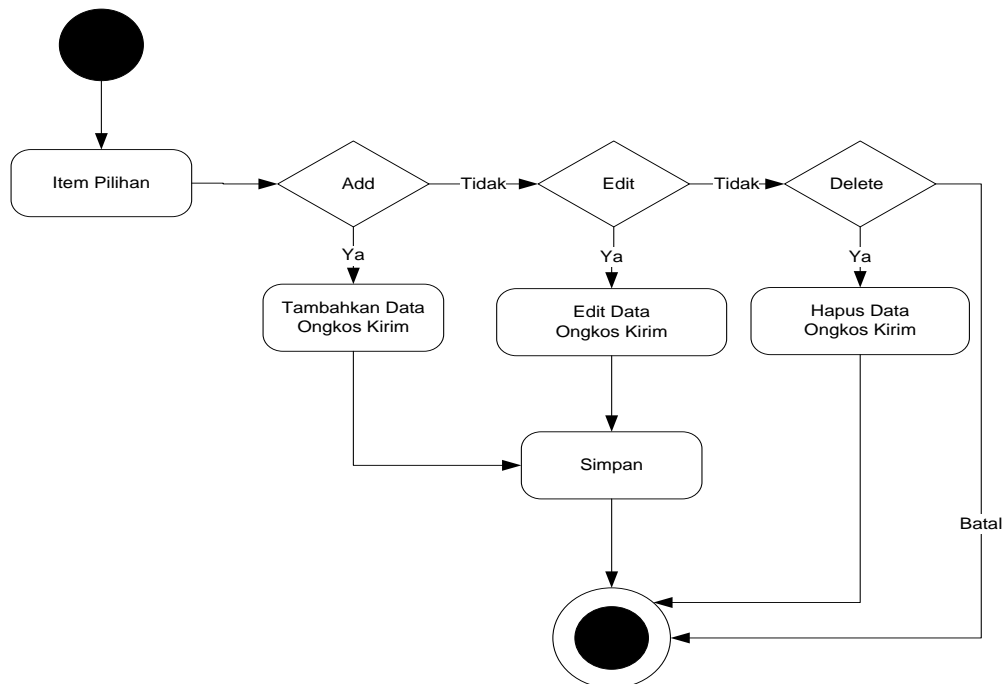 Item Pilihan
Add
Tidak
Edit
Tidak
Delete
Ya
Ya
Ya
Tambahkan Data
Ongkos Kirim
Edit Data
Ongkos Kirim
Hapus Data
Ongkos Kirim
Simpan
Batal